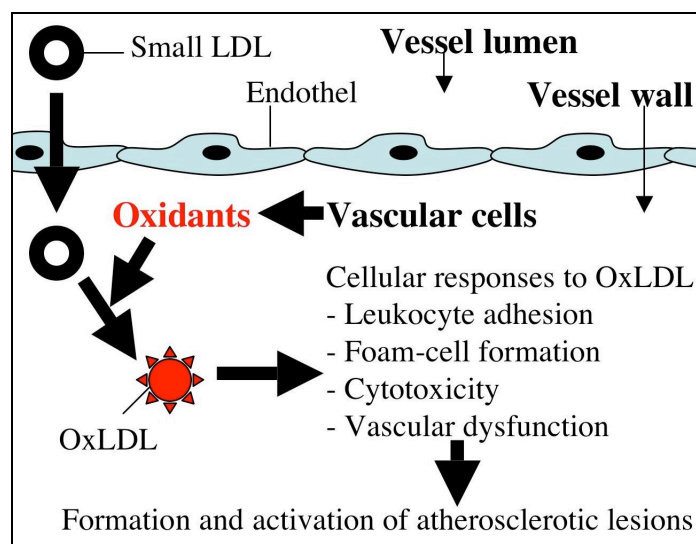 Small LDL
Vessel lumen
Endothel
Vessel wall
Oxidants
Vascular cells
Cellular responses to OxLDL
- Leukocyte adhesion
- Foam-cell formation
- Cytotoxicity
- Vascular dysfunction
OxLDL
Formation and activation of atherosclerotic lesions